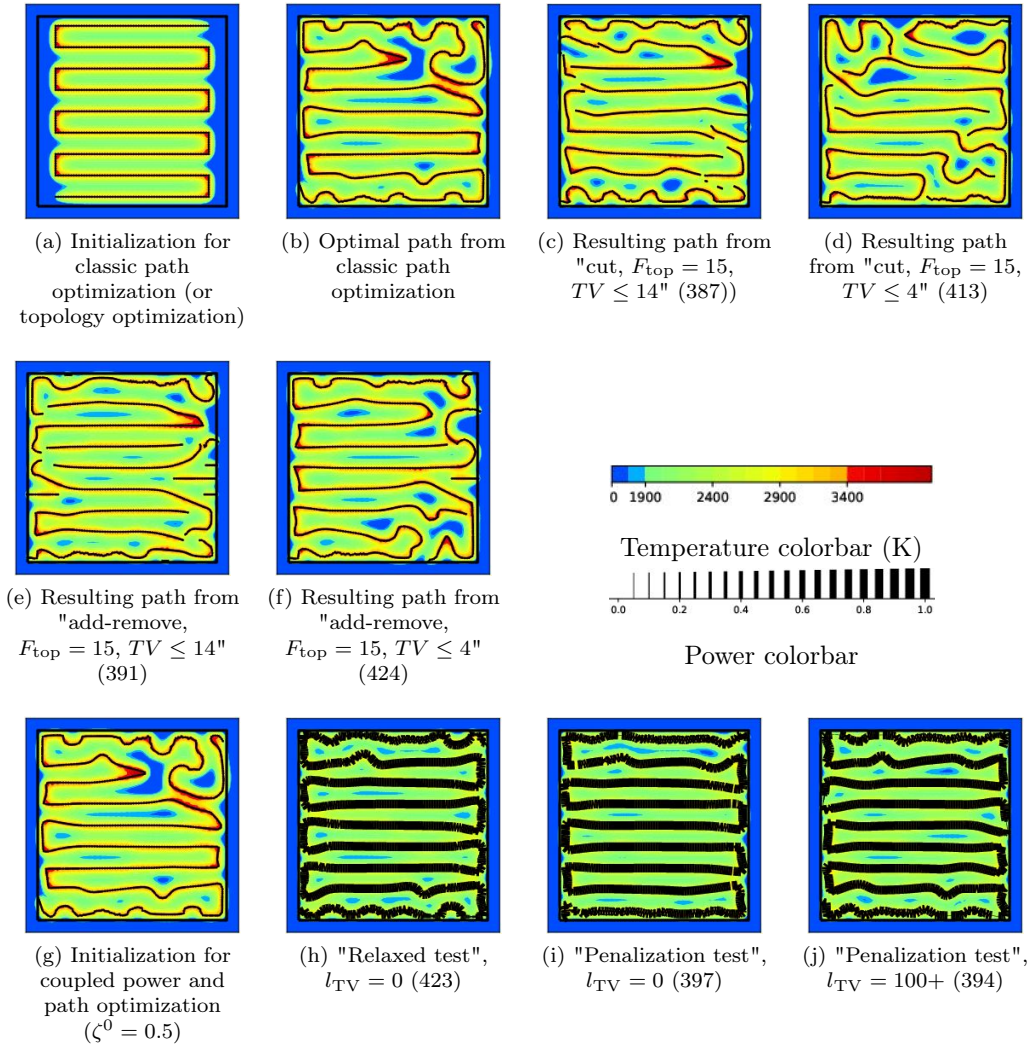 (a) Initialization for
classic path
optimization (or
topology optimization)
(b) Optimal path from
classic path
optimization
(c) Resulting path from
"cut, F_top = 15,
TV ≤ 14" (387))
(d) Resulting path
from "cut, F_top = 15,
TV ≤ 4" (413)
(e) Resulting path from
"add-remove,
F_top = 15, TV ≤ 14"
(391)
(f) Resulting path from
"add-remove,
F_top = 15, TV ≤ 4"
(424)
0 1900 2400 2900 3400
Temperature colorbar (K)
0.0 0.2 0.4 0.6 0.8 1.0
Power colorbar
(g) Initialization for
coupled power and
path optimization
(ζ⁰ = 0.5)
(h) "Relaxed test",
l_TV = 0 (423)
(i) "Penalization test",
l_TV = 0 (397)
(j) "Penalization test",
l_TV = 100+ (394)